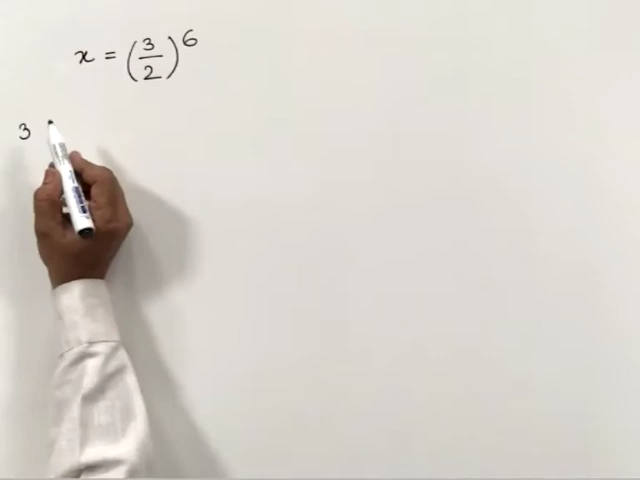 x = (3/2)^6
3